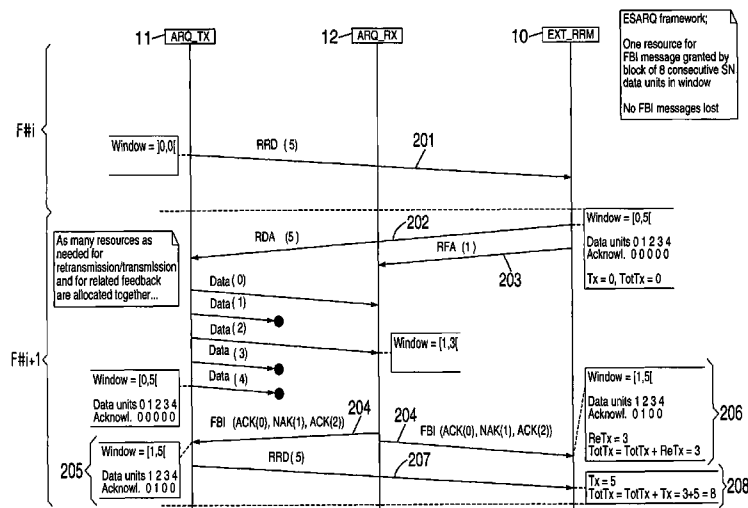 11 ARQ_TX
12 ARQ_RX
10 EXT_RRM
ESARQ framework;
One resource for
FBI message granted by
block of 8 consecutive SN
data units in window
No FBI messages lost
F#i
Window = ]0,0[
RRD (5)
201
202
Window = [0,5[
Data units 0 1 2 3 4
Acknowl. 0 0 0 0 0
Tx = 0, TotTx = 0
As many resources as
needed for
retransmission/transmission
and for related feedback
are allocated together...
RDA (5)
RFA (1)
203
Data (0)
Data (1)
Data (2)
Data (3)
Data (4)
Window = [1,3[
F#i+1
Window = [0,5[
Data units 0 1 2 3 4
Acknowl. 0 0 0 0 0
Window = [1,5[
Data units 1 2 3 4
Acknowl. 0 1 0 0
ReTx = 3
TotTx = TotTx + ReTx = 3
206
204
FBI (ACK(0), NAK(1), ACK(2))
204
FBI (ACK(0), NAK(1), ACK(2))
205
Window = [1,5[
Data units 1 2 3 4
Acknowl. 0 1 0 0
RRD(5)
207
Tx = 5
TotTx = TotTx + Tx = 3+5 = 8
208